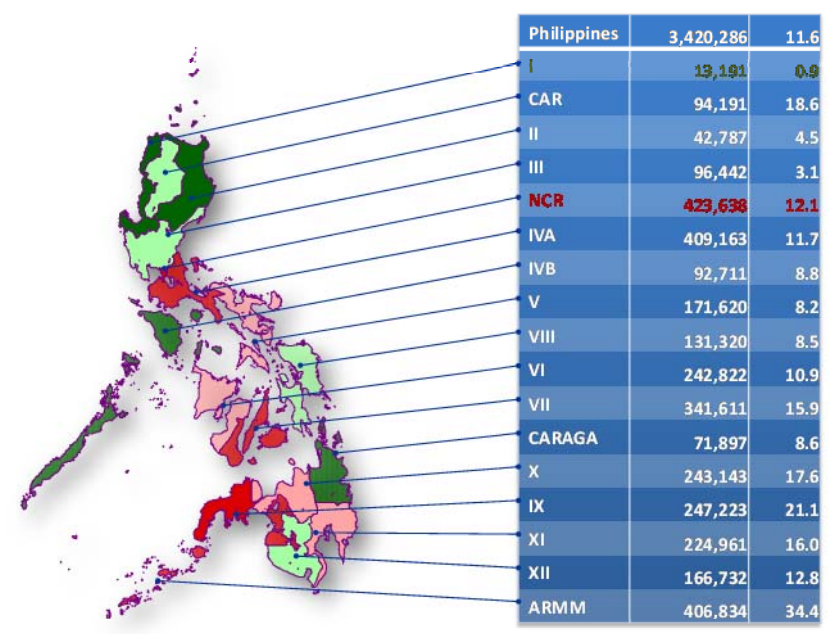 Philippines 3,420,286 11.6
I 13,191 0.9
CAR 94,191 18.6
II 42,787 4.5
III 96,442 3.1
NCR 423,638 12.1
IVA 409,163 11.7
IVB 92,711 8.8
V 171,620 8.2
VIII 131,320 8.5
VI 242,822 10.9
VII 341,611 15.9
CARAGA 71,897 8.6
X 243,143 17.6
IX 247,223 21.1
XI 224,961 16.0
XII 166,732 12.8
ARMM 406,834 34.4